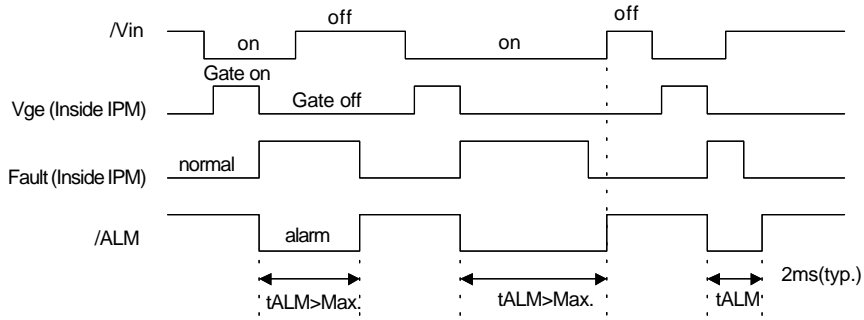 off off
/Vin on on
Gate on
Vge (Inside IPM) Gate off
normal
Fault (Inside IPM)
/ALM alarm
2ms(typ.)
tALM>Max. tALM>Max. tALM